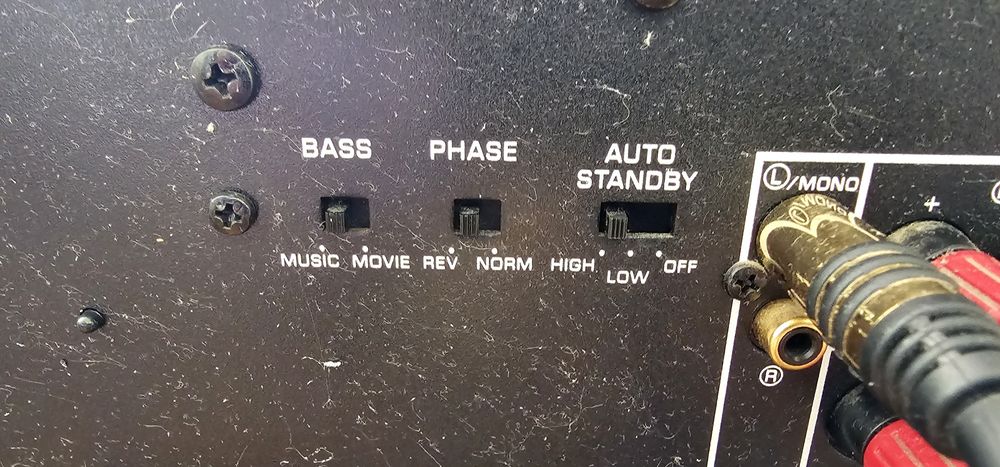 BASS
PHASE
AUTO
STANDBY
L/MONO
+
MUSIC MOVIE
REV NORM
HIGH LOW OFF
R